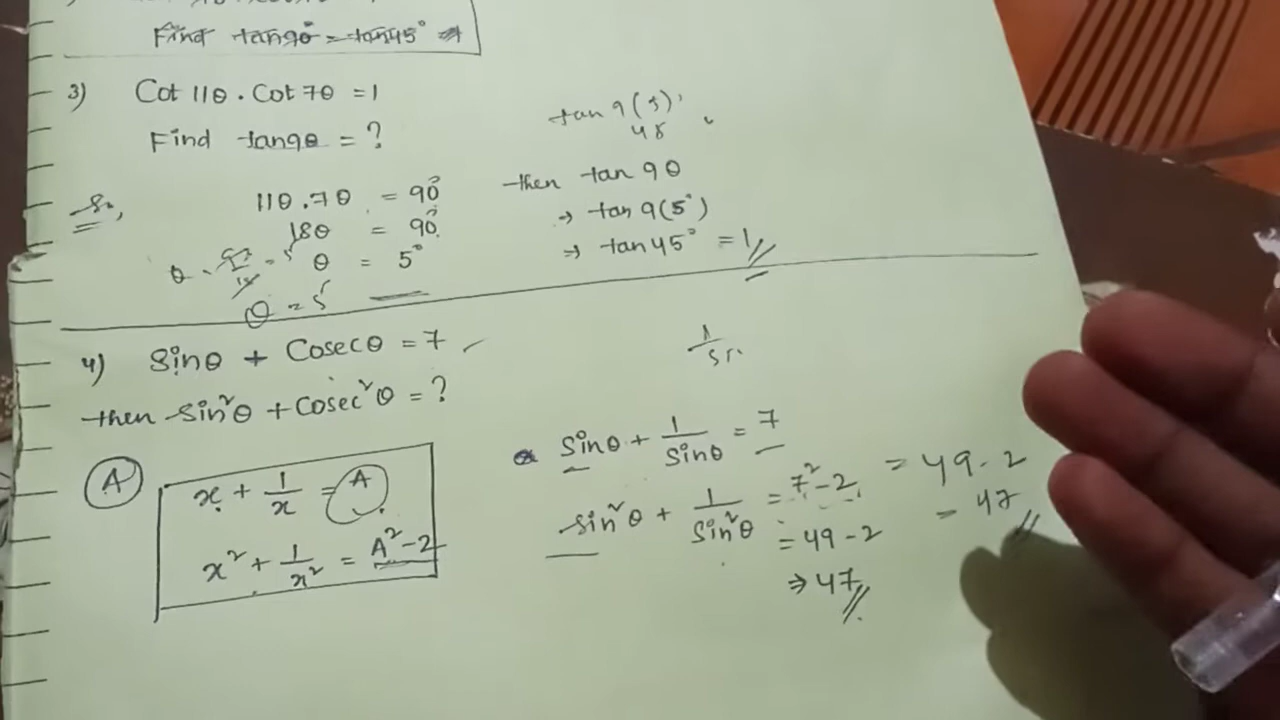 Find tan9θ = tan45°
3) Cot 11θ . Cot 7θ = 1
Find tan9θ = ?
11θ . 7θ = 90°
18θ = 90°
θ = 5°
θ = 5
tan 9(5)
45
then tan 9θ
→ tan 9(5°)
⇒ tan 45° = 1
4) Sinθ + Cosecθ = 7
then Sin²θ + Cosec²θ = ?
A
x + 1/x = A
x² + 1/x² = A² - 2
Sinθ + 1/Sinθ = 7
Sin²θ + 1/Sin²θ = 7² - 2
= 49 - 2
⇒ 47
= 49 - 2
= 47